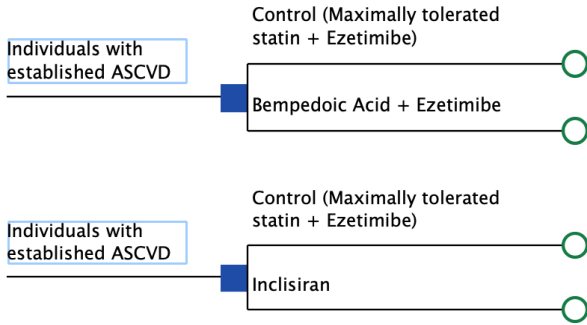 Control (Maximally tolerated
statin + Ezetimibe)
Individuals with
established ASCVD
Bempedoic Acid + Ezetimibe
Control (Maximally tolerated
statin + Ezetimibe)
Individuals with
established ASCVD
Inclisiran